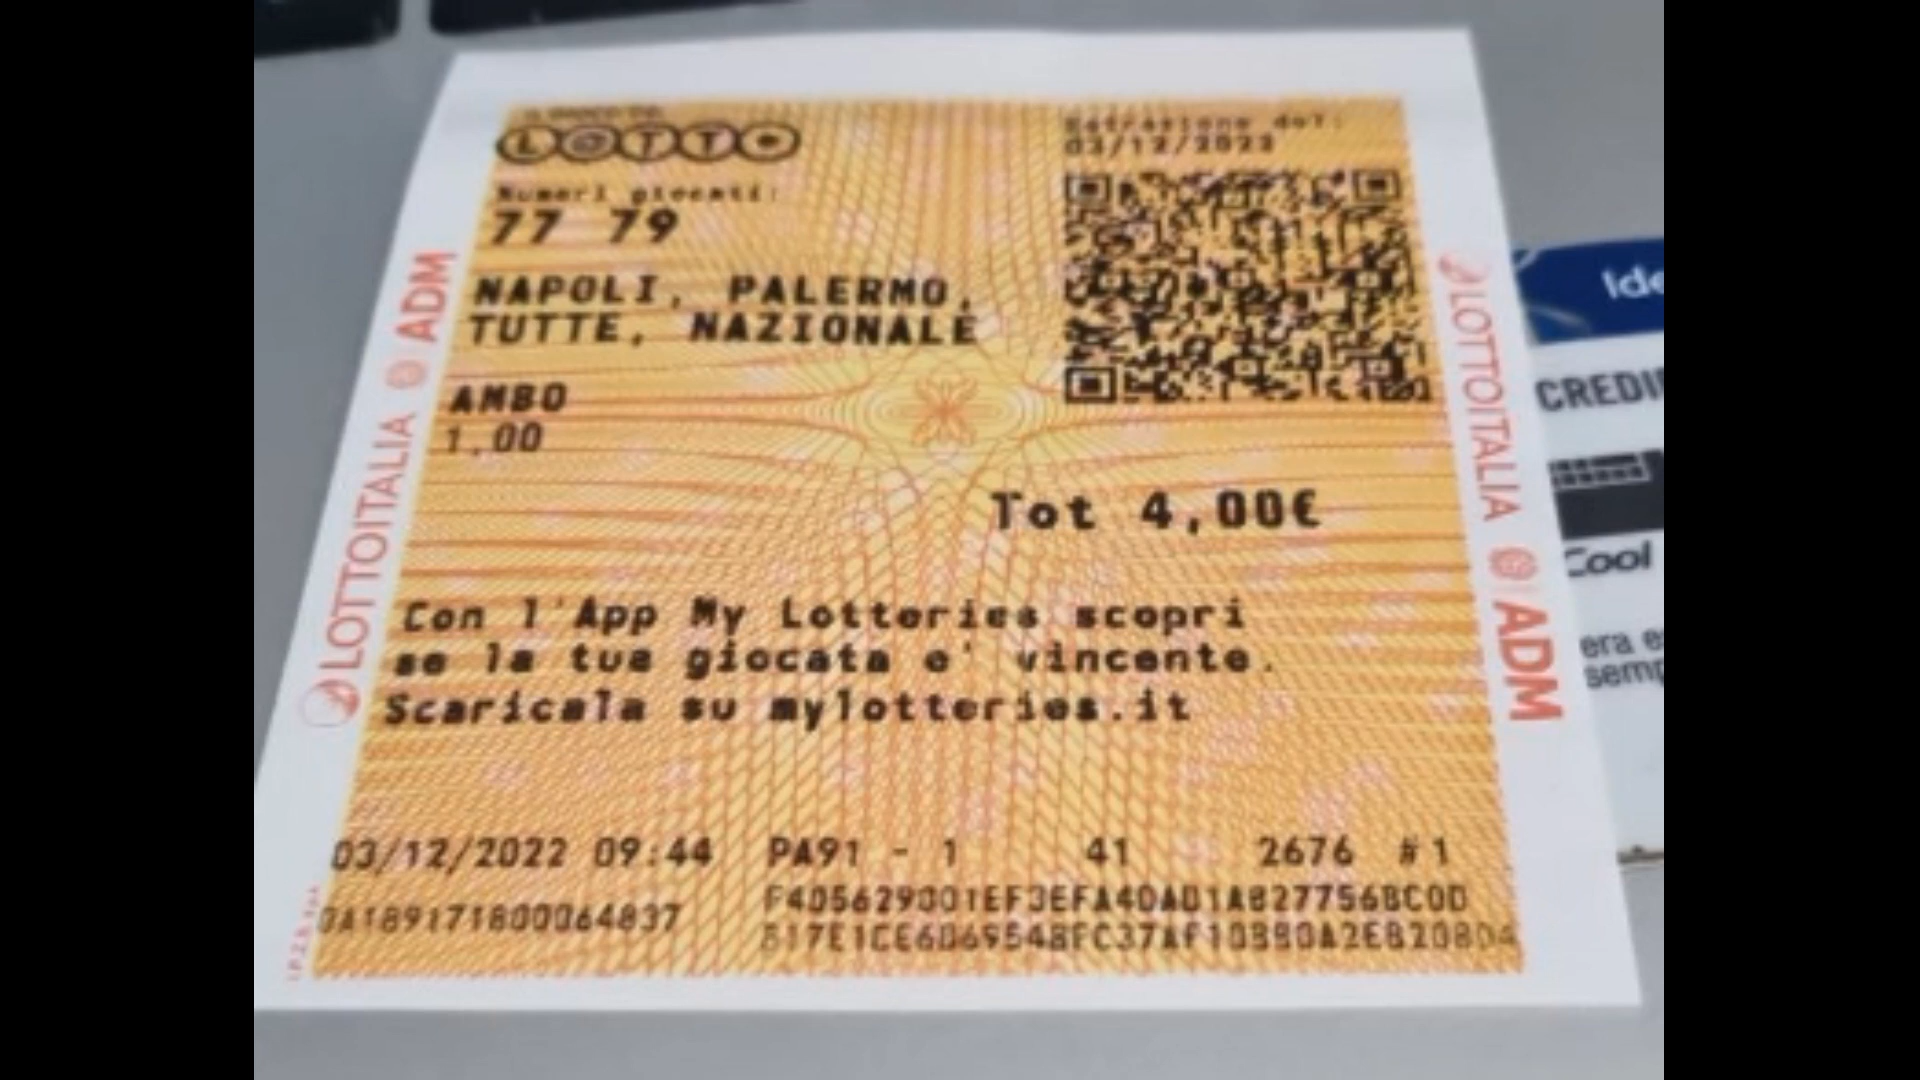 LOTTO
Estrazione del:
03/12/2022
Numeri giocati:
77 79
NAPOLI, PALERMO,
TUTTE, NAZIONALE
AMBO
1,00
Tot 4,00€
Con l'App My Lotteries scopri
se la tua giocata e' vincente.
Scaricala su mylotteries.it
03/12/2022 09:44 PA91 - 1 41 2676 #1
LOTTOITALIA ADM
LOTTOITALIA ADM
CREDI
Cool
era